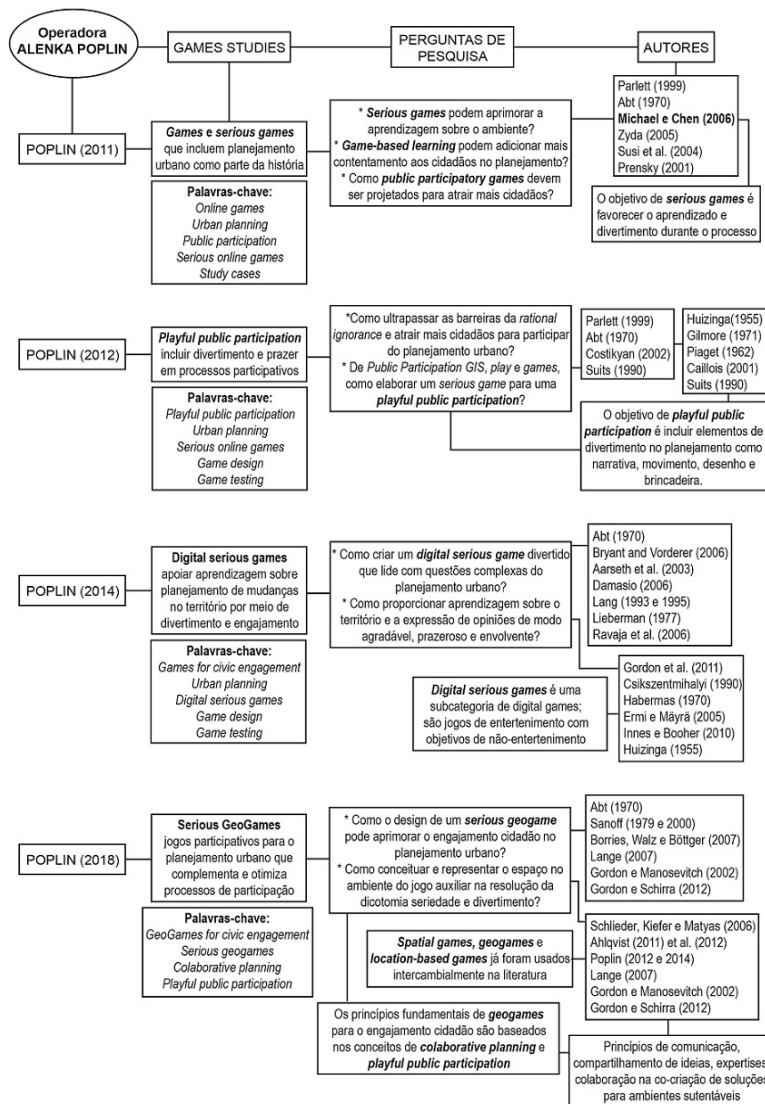 Operadora
ALENKA POPLIN
GAMES STUDIES
PERGUNTAS DE
PESQUISA
AUTORES
POPLIN (2011)
Games e serious games
que incluem planejamento
urbano como parte da história
Palavras-chave:
Online games
Urban planning
Public participation
Serious online games
Study cases
* Serious games podem aprimorar a
aprendizagem sobre o ambiente?
* Game-based learning podem adicionar mais
contentamento aos cidadãos no planejamento?
* Como public participatory games devem
ser projetados para atrair mais cidadãos?
Parlett (1999)
Abt (1970)
Michael e Chen (2006)
Zyda (2005)
Susi et al. (2004)
Prensky (2001)
O objetivo de serious games é
favorecer o aprendizado e
divertimento durante o processo
POPLIN (2012)
Playful public participation
incluir divertimento e prazer
em processos participativos
Palavras-chave:
Playful public participation
Urban planning
Serious online games
Game design
Game testing
*Como ultrapassar as barreiras da rational
ignorance e atrair mais cidadãos para participar
do planejamento urbano?
* De Public Participation GIS, play e games,
como elaborar um serious game para uma
playful public participation?
Parlett (1999)
Abt (1970)
Costikyan (2002)
Suits (1990)
Huizinga(1955)
Gilmore (1971)
Piaget (1962)
Caillois (2001)
Suits (1990)
O objetivo de playful public
participation é incluir elementos de
divertimento no planejamento como
narrativa, movimento, desenho e
brincadeira.
POPLIN (2014)
Digital serious games
apoiar aprendizagem sobre
planejamento de mudanças
no território por meio de
divertimento e engajamento
Palavras-chave:
Games for civic engagement
Urban planning
Digital serious games
Game design
Game testing
* Como criar um digital serious game divertido
que lide com questões complexas do
planejamento urbano?
* Como proporcionar aprendizagem sobre o
território e a expressão de opiniões de modo
agradável, prazeroso e envolvente?
Abt (1970)
Bryant and Vorderer (2006)
Aarseth et al. (2003)
Damasio (2006)
Lang (1993 e 1995)
Lieberman (1977)
Ravaja et al. (2006)
Digital serious games é uma
subcategoria de digital games;
são jogos de entertenimento com
objetivos de não-entertenimento
Gordon et al. (2011)
Csikszentmihalyi (1990)
Habermas (1970)
Ermi e Mäyrä (2005)
Innes e Booher (2010)
Huizinga (1955)
POPLIN (2018)
Serious GeoGames
jogos participativos para o
planejamento urbano que
complementa e otimiza
processos de participação
Palavras-chave:
GeoGames for civic engagement
Serious geogames
Colaborative planning
Playful public participation
* Como o design de um serious geogame
pode aprimorar o engajamento cidadão no
planejamento urbano?
* Como conceituar e representar o espaço no
ambiente do jogo auxiliar na resolução da
dicotomia seriedade e divertimento?
Abt (1970)
Sanoff (1979 e 2000)
Borries, Walz e Böttger (2007)
Lange (2007)
Gordon e Manosevitch (2002)
Gordon e Schirra (2012)
Spatial games, geogames e
location-based games já foram usados
intercambialmente na literatura
Schlieder, Kiefer e Matyas (2006)
Ahlqvist (2011) et al. (2012)
Poplin (2012 e 2014)
Lange (2007)
Gordon e Manosevitch (2002)
Gordon e Schirra (2012)
Os princípios fundamentais de geogames
para o engajamento cidadão são baseados
nos conceitos de colaborative planning e
playful public participation
Princípios de comunicação,
compartilhamento de ideias, expertises
colaboração na co-criação de soluções
para ambientes sutentáveis